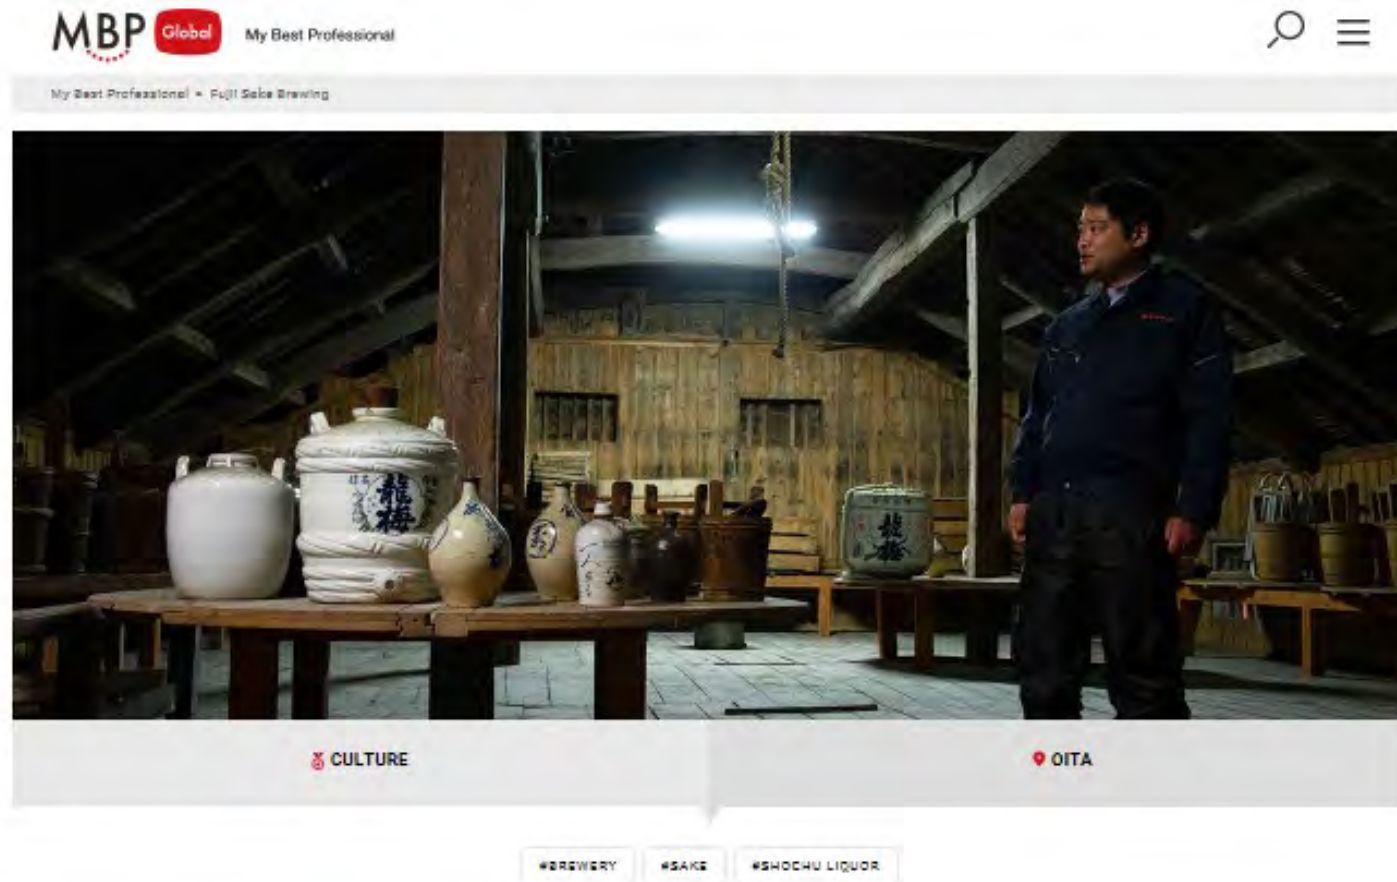 MBP Global My Best Professional
My Best Professional Fujii Sake Brewing
龍梅
龍梅
CULTURE
OITA
#BREWERY #SAKE #SHOCHU LIQUOR